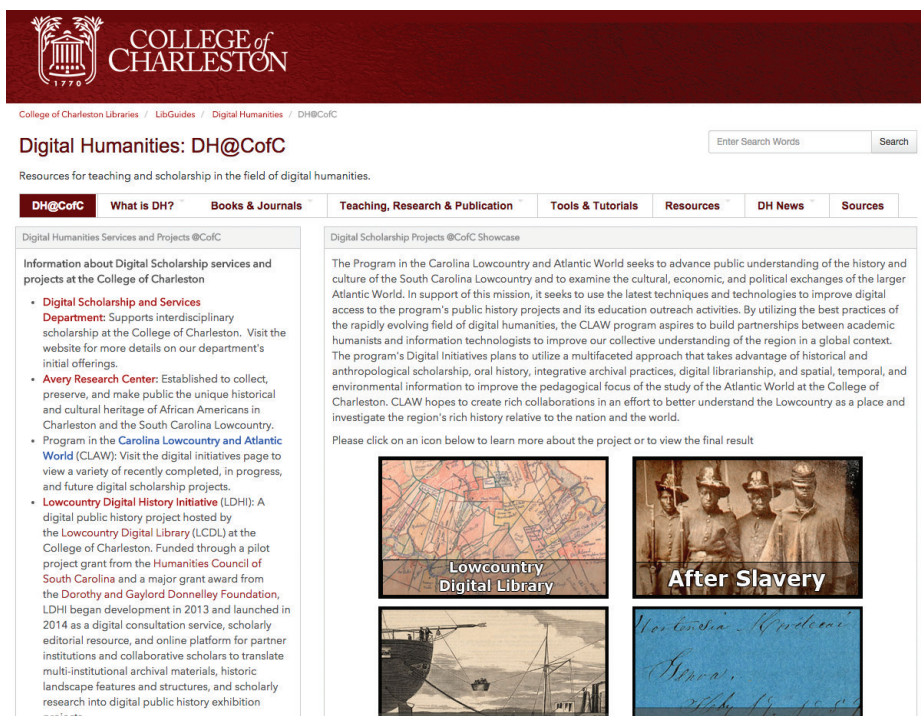 COLLEGE of
CHARLESTON
1770
College of Charleston Libraries / LibGuides / Digital Humanities / DH@CofC
Digital Humanities: DH@CofC
Enter Search Words
Search
Resources for teaching and scholarship in the field of digital humanities.
DH@CofC What is DH? Books & Journals Teaching, Research & Publication Tools & Tutorials Resources DH News Sources
Digital Humanities Services and Projects @CofC
Information about Digital Scholarship services and
projects at the College of Charleston
• Digital Scholarship and Services
Department: Supports interdisciplinary
scholarship at the College of Charleston. Visit the
website for more details on our department's
initial offerings.
• Avery Research Center: Established to collect,
preserve, and make public the unique historical
and cultural heritage of African Americans in
Charleston and the South Carolina Lowcountry.
• Program in the Carolina Lowcountry and Atlantic
World (CLAW): Visit the digital initiatives page to
view a variety of recently completed, in progress,
and future digital scholarship projects.
• Lowcountry Digital History Initiative (LDHI): A
digital public history project hosted by
the Lowcountry Digital Library (LCDL) at the
College of Charleston. Funded through a pilot
project grant from the Humanities Council of
South Carolina and a major grant award from
the Dorothy and Gaylord Donnelley Foundation,
LDHI began development in 2013 and launched in
2014 as a digital consultation service, scholarly
editorial resource, and online platform for partner
institutions and collaborative scholars to translate
multi-institutional archival materials, historic
landscape features and structures, and scholarly
research into digital public history exhibition
Digital Scholarship Projects @CofC Showcase
The Program in the Carolina Lowcountry and Atlantic World seeks to advance public understanding of the history and
culture of the South Carolina Lowcountry and to examine the cultural, economic, and political exchanges of the larger
Atlantic World. In support of this mission, it seeks to use the latest techniques and technologies to improve digital
access to the program's public history projects and its education outreach activities. By utilizing the best practices of
the rapidly evolving field of digital humanities, the CLAW program aspires to build partnerships between academic
humanists and information technologists to improve our collective understanding of the region in a global context.
The program's Digital Initiatives plans to utilize a multifaceted approach that takes advantage of historical and
anthropological scholarship, oral history, integrative archival practices, digital librarianship, and spatial, temporal, and
environmental information to improve the pedagogical focus of the study of the Atlantic World at the College of
Charleston. CLAW hopes to create rich collaborations in an effort to better understand the Lowcountry as a place and
investigate the region's rich history relative to the nation and the world.
Please click on an icon below to learn more about the project or to view the final result
Lowcountry
Digital Library
After Slavery